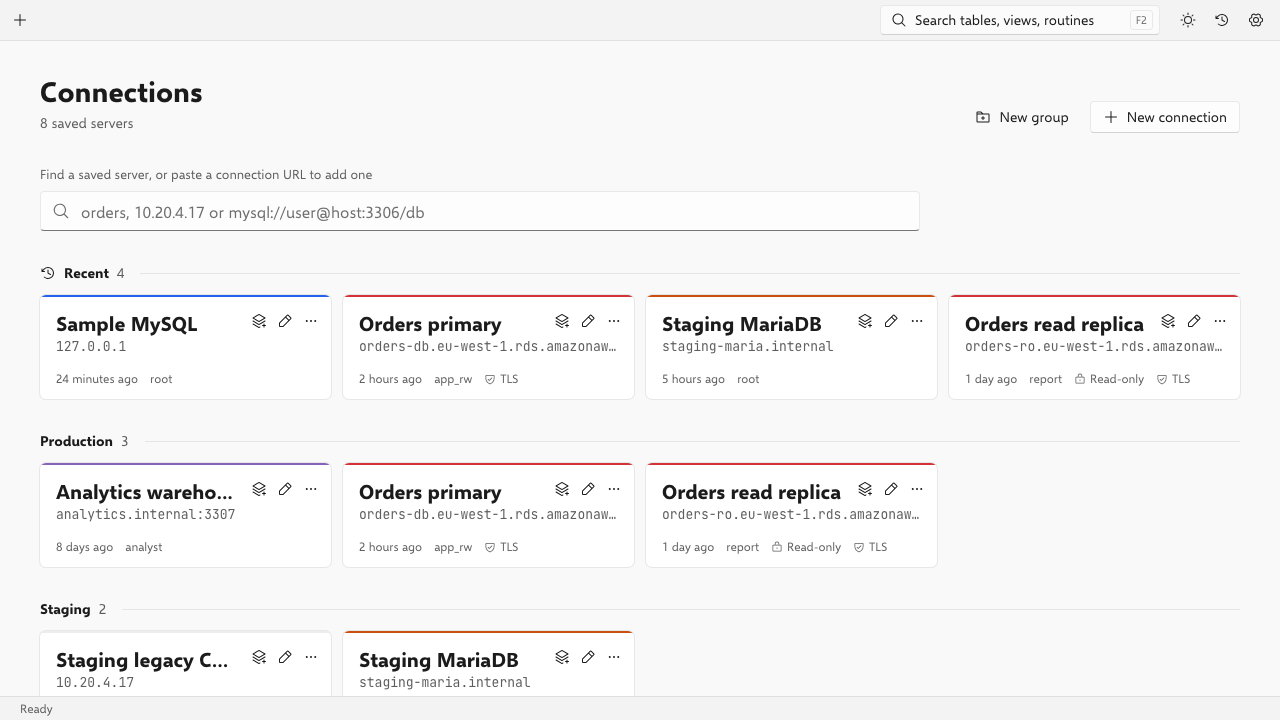 Search tables, views, routines
F2
Connections
8 saved servers
New group
New connection
Find a saved server, or paste a connection URL to add one
orders, 10.20.4.17 or mysql://user@host:3306/db
Recent 4
Sample MySQL
127.0.0.1
24 minutes ago root
Orders primary
orders-db.eu-west-1.rds.amazonaw…
2 hours ago app_rw TLS
Staging MariaDB
staging-maria.internal
5 hours ago root
Orders read replica
orders-ro.eu-west-1.rds.amazonaw…
1 day ago report Read-only TLS
Production 3
Analytics wareho…
analytics.internal:3307
8 days ago analyst
Orders primary
orders-db.eu-west-1.rds.amazonaw…
2 hours ago app_rw TLS
Orders read replica
orders-ro.eu-west-1.rds.amazonaw…
1 day ago report Read-only TLS
Staging 2
Staging legacy C…
10.20.4.17
Staging MariaDB
staging-maria.internal
Ready